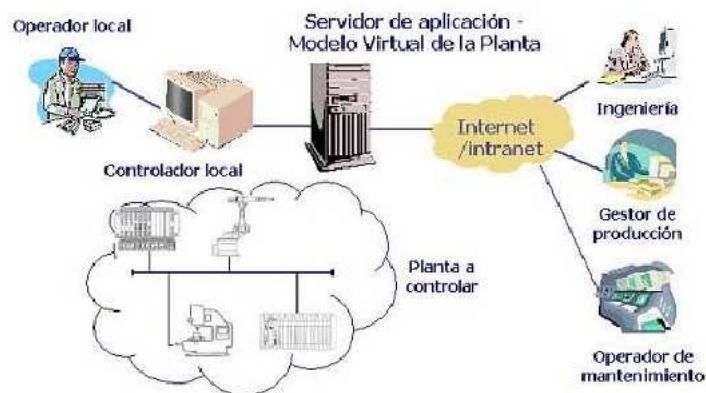 Operador local
Servidor de aplicación -
Modelo Virtual de la Planta
Ingeniería
Internet
/intranet
Controlador local
Gestor de
producción
Planta a
controlar
Operador de
mantenimiento